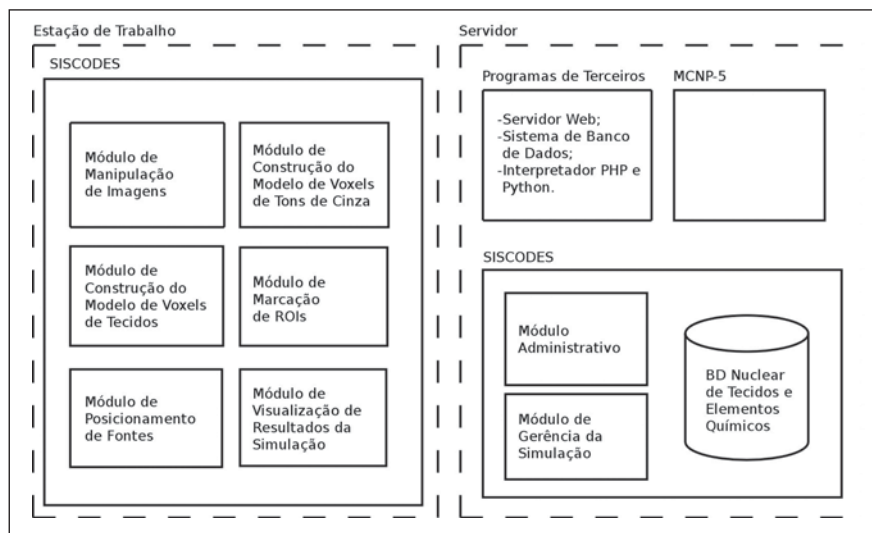 Estação de Trabalho
SISCODES
Módulo de
Manipulação
de Imagens
Módulo de
Construção do
Modelo de Voxels
de Tons de Cinza
Módulo de
Construção do
Modelo de Voxels
de Tecidos
Módulo de
Marcação
de ROIs
Módulo de
Posicionamento
de Fontes
Módulo de
Visualização de
Resultados da
Simulação
Servidor
Programas de Terceiros
-Servidor Web;
-Sistema de Banco
de Dados;
-Interpretador PHP e
Python.
MCNP-5
SISCODES
Módulo
Administrativo
Módulo de
Gerência da
Simulação
BD Nuclear
de Tecidos e
Elementos
Químicos